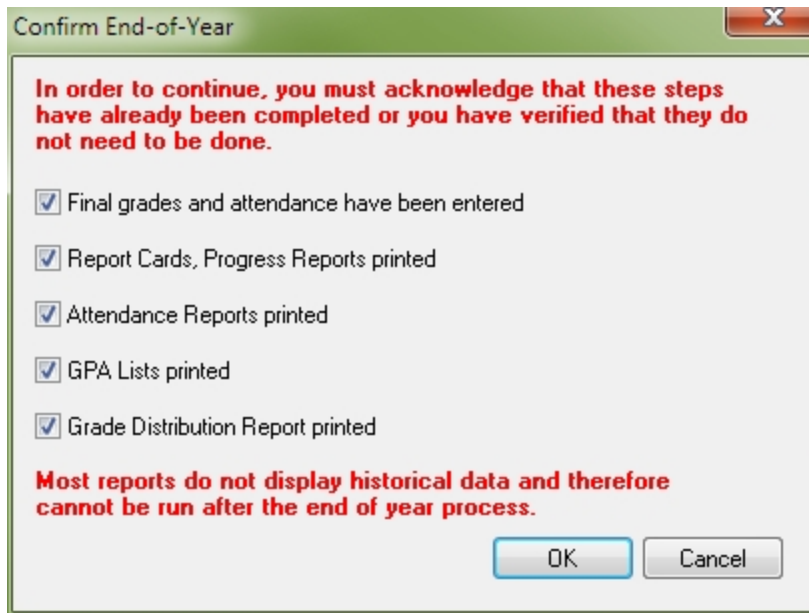 Confirm End-of-Year
In order to continue, you must acknowledge that these steps
have already been completed or you have verified that they do
not need to be done.
Final grades and attendance have been entered
Report Cards, Progress Reports printed
Attendance Reports printed
GPA Lists printed
Grade Distribution Report printed
Most reports do not display historical data and therefore
cannot be run after the end of year process.
OK
Cancel